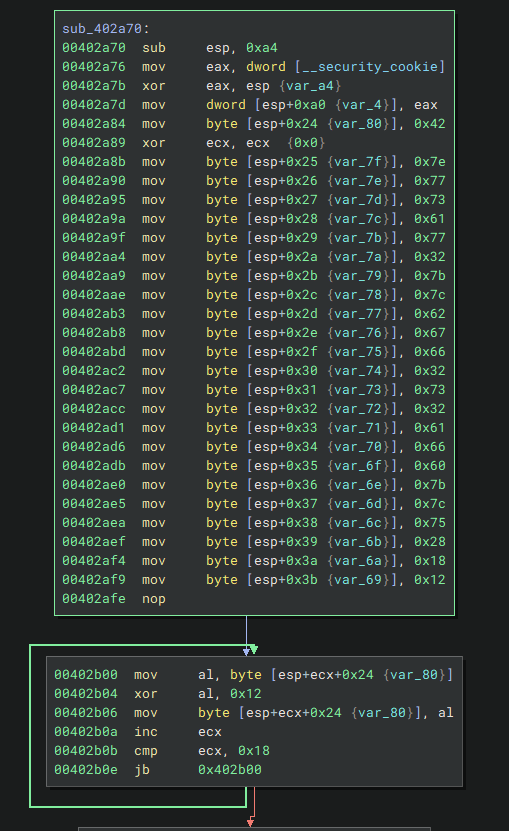 sub_402a70:
00402a70 sub esp, 0xa4
00402a76 mov eax, dword [__security_cookie]
00402a7b xor eax, esp {var_a4}
00402a7d mov dword [esp+0xa0 {var_4}], eax
00402a84 mov byte [esp+0x24 {var_80}], 0x42
00402a89 xor ecx, ecx {0x0}
00402a8b mov byte [esp+0x25 {var_7f}], 0x7e
00402a90 mov byte [esp+0x26 {var_7e}], 0x77
00402a95 mov byte [esp+0x27 {var_7d}], 0x73
00402a9a mov byte [esp+0x28 {var_7c}], 0x61
00402a9f mov byte [esp+0x29 {var_7b}], 0x77
00402aa4 mov byte [esp+0x2a {var_7a}], 0x32
00402aa9 mov byte [esp+0x2b {var_79}], 0x7b
00402aae mov byte [esp+0x2c {var_78}], 0x7c
00402ab3 mov byte [esp+0x2d {var_77}], 0x62
00402ab8 mov byte [esp+0x2e {var_76}], 0x67
00402abd mov byte [esp+0x2f {var_75}], 0x66
00402ac2 mov byte [esp+0x30 {var_74}], 0x32
00402ac7 mov byte [esp+0x31 {var_73}], 0x73
00402acc mov byte [esp+0x32 {var_72}], 0x32
00402ad1 mov byte [esp+0x33 {var_71}], 0x61
00402ad6 mov byte [esp+0x34 {var_70}], 0x66
00402adb mov byte [esp+0x35 {var_6f}], 0x60
00402ae0 mov byte [esp+0x36 {var_6e}], 0x7b
00402ae5 mov byte [esp+0x37 {var_6d}], 0x7c
00402aea mov byte [esp+0x38 {var_6c}], 0x75
00402aef mov byte [esp+0x39 {var_6b}], 0x28
00402af4 mov byte [esp+0x3a {var_6a}], 0x18
00402af9 mov byte [esp+0x3b {var_69}], 0x12
00402afe nop
00402b00 mov al, byte [esp+ecx+0x24 {var_80}]
00402b04 xor al, 0x12
00402b06 mov byte [esp+ecx+0x24 {var_80}], al
00402b0a inc ecx
00402b0b cmp ecx, 0x18
00402b0e jb 0x402b00